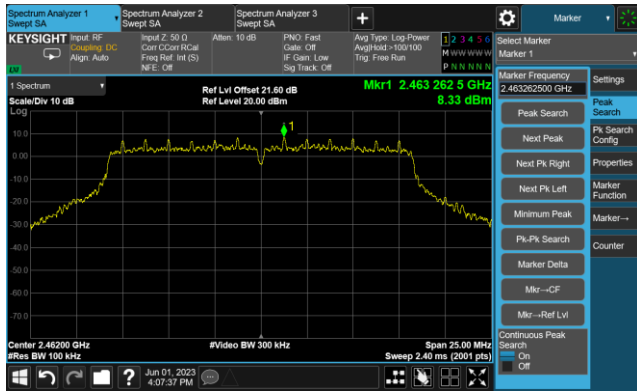 Spectrum Analyzer 1
Swept SA
Spectrum Analyzer 2
Swept SA
Spectrum Analyzer 3
Swept SA
+
Marker
KEYSIGHT
Input: RF
Coupling: DC
Align: Auto
Input Z: 50 Ω
Corr CCorr RCal
Freq Ref: Int (S)
NFE: Off
Atten: 10 dB
PNO: Fast
Gate: Off
IF Gain: Low
Sig Track: Off
Avg Type: Log-Power
Avg|Hold:>100/100
Trig: Free Run
1 2 3 4 5 6
M W W W W W
P N N N N N
Select Marker
Marker 1
1 Spectrum
Scale/Div 10 dB
Log
Ref Lvl Offset 21.60 dB
Ref Level 20.00 dBm
Mkr1 2.463 262 5 GHz
8.33 dBm
1
10.0
0.00
-10.0
-20.0
-30.0
-40.0
-50.0
-60.0
-70.0
Center 2.46200 GHz
#Res BW 100 kHz
#Video BW 300 kHz
Span 25.00 MHz
Sweep 2.40 ms (2001 pts)
Marker Frequency
2.463262500 GHz
Peak Search
Next Peak
Next Pk Right
Next Pk Left
Minimum Peak
Pk-Pk Search
Marker Delta
Mkr→CF
Mkr→Ref Lvl
Continuous Peak
Search
On
Off
Settings
Peak
Search
Pk Search
Config
Properties
Marker
Function
Marker→
Counter
?
Jun 01, 2023
4:07:37 PM